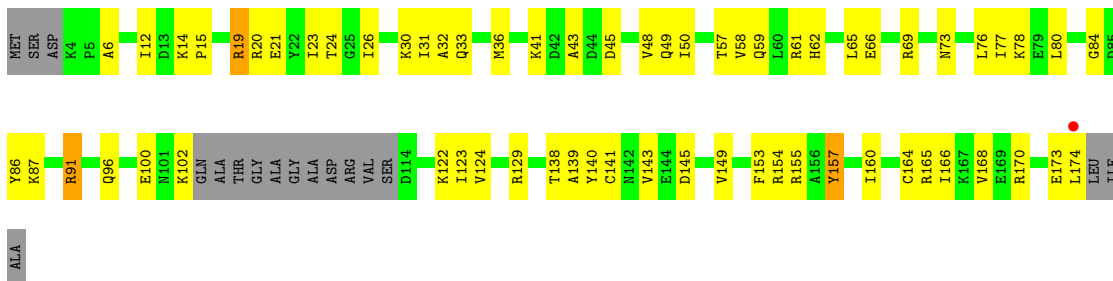 MET SER ASP K4 P5 A6 I12 D13 K14 P15 R19 R20 E21 Y22 I23 T24 G25 I26 K30 I31 A32 Q33 M36 K41 D42 A43 D44 D45 V48 Q49 I50 T57 V58 Q59 L60 R61 H62 L65 E66 R69 N73 L76 I77 K78 E79 L80 G84 D85
Y86 K87 R91 Q96 E100 N101 K102 GLN ALA THR GLY ALA GLY ALA ASP ARG VAL SER D114 K122 I123 V124 R129 T138 A139 Y140 C141 N142 V143 E144 D145 V149 F153 R154 R155 A156 Y157 I160 C164 R165 I166 K167 V168 E169 R170 E173 L174 LEU ILE
ALA